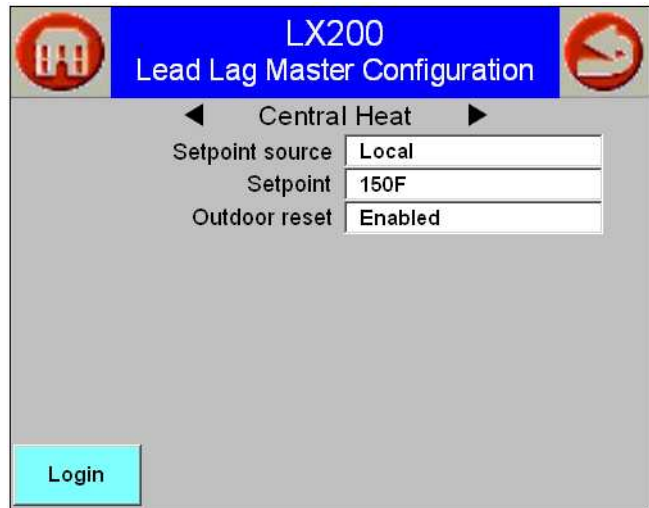 LX200
Lead Lag Master Configuration
Central Heat
Setpoint source Local
Setpoint 150F
Outdoor reset Enabled
Login